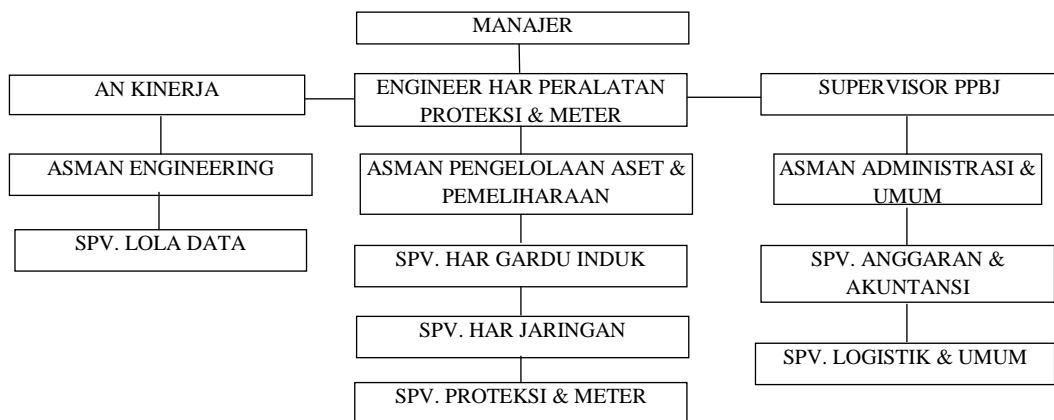 MANAJER
AN KINERJA
ENGINEER HAR PERALATAN
PROTEKSI & METER
SUPERVISOR PPBJ
ASMAN ENGINEERING
ASMAN PENGELOLAAN ASET &
PEMELIHARAAN
ASMAN ADMINISTRASI &
UMUM
SPV. LOLA DATA
SPV. HAR GARDU INDUK
SPV. ANGGARAN &
AKUNTANSI
SPV. HAR JARINGAN
SPV. LOGISTIK & UMUM
SPV. PROTEKSI & METER